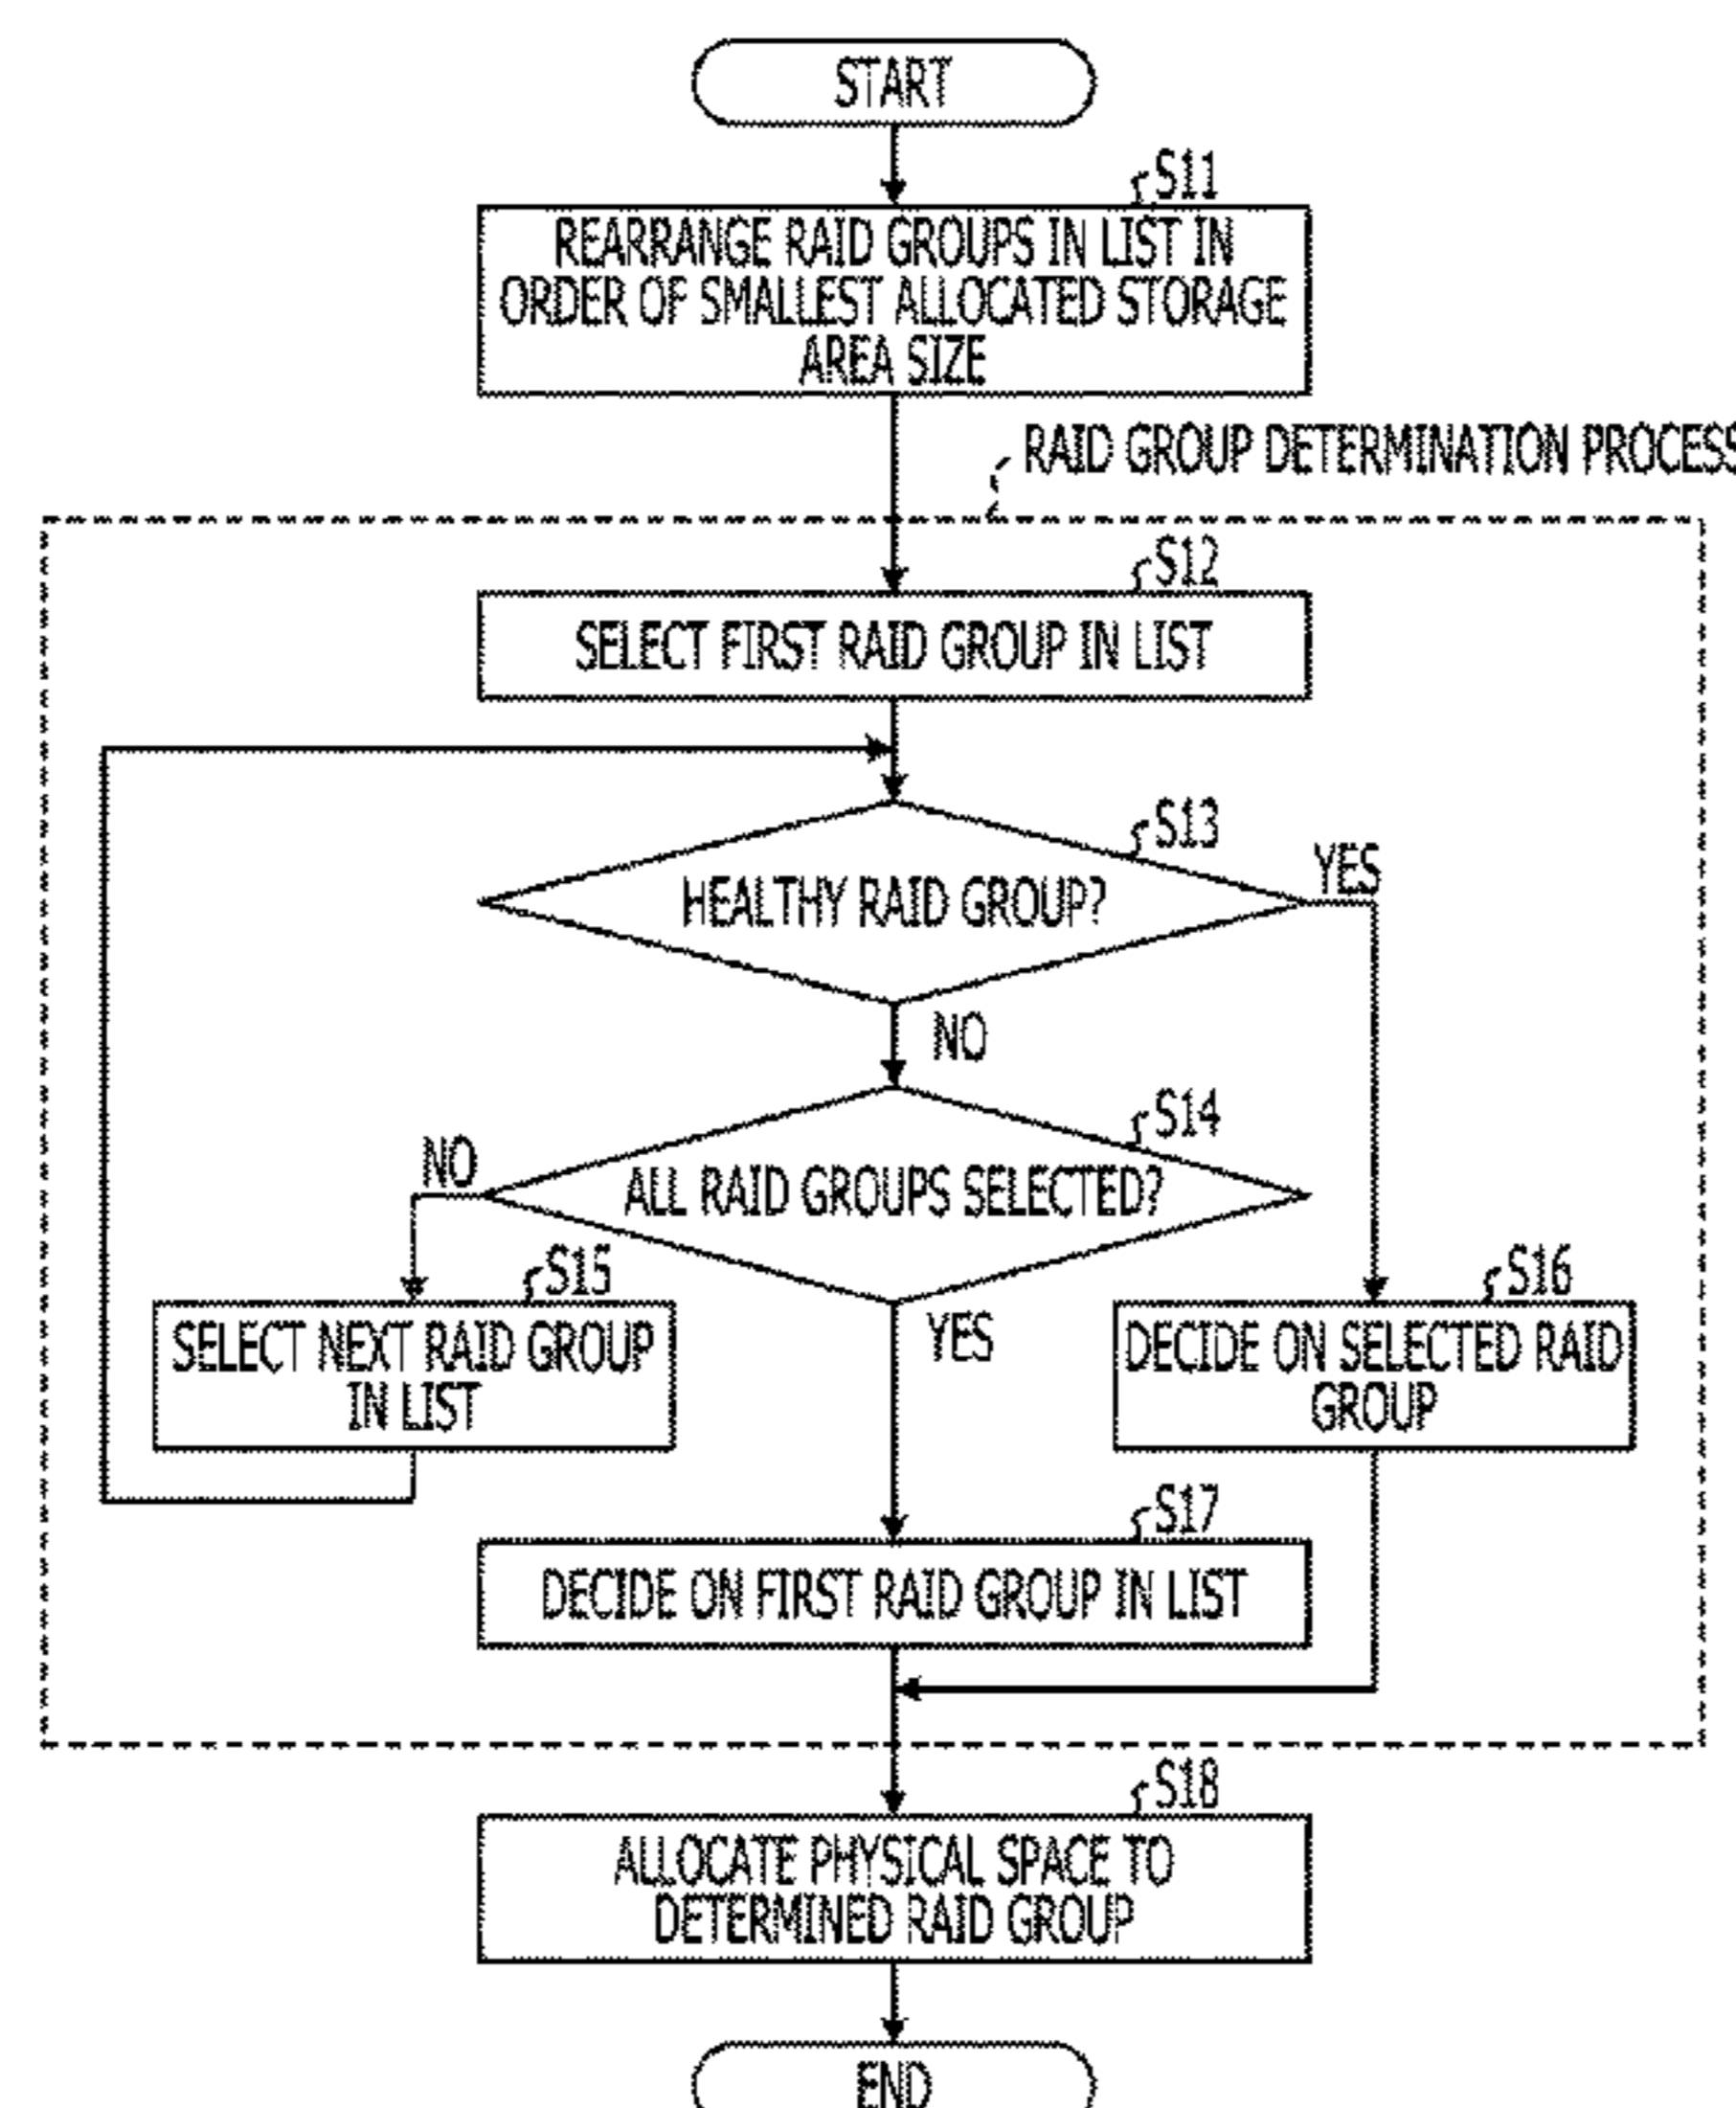 START
S11
REARRANGE RAID GROUPS IN LIST IN
ORDER OF SMALLEST ALLOCATED STORAGE
AREA SIZE
RAID GROUP DETERMINATION PROCESS
S12
SELECT FIRST RAID GROUP IN LIST
S13
HEALTHY RAID GROUP?
YES
NO
S14
ALL RAID GROUPS SELECTED?
NO
YES
S15
SELECT NEXT RAID GROUP
IN LIST
S16
DECIDE ON SELECTED RAID
GROUP
S17
DECIDE ON FIRST RAID GROUP IN LIST
S18
ALLOCATE PHYSICAL SPACE TO
DETERMINED RAID GROUP
END